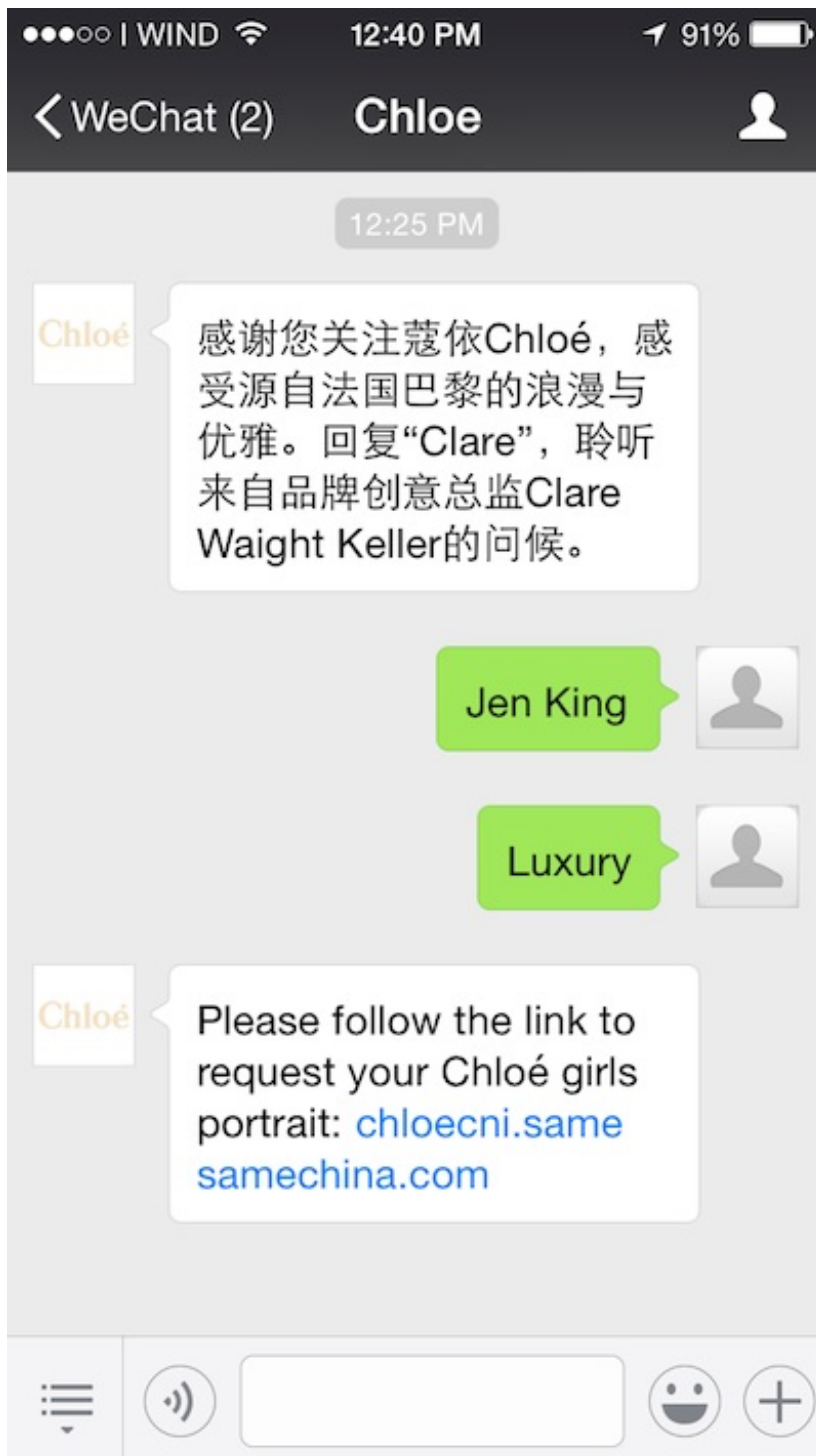 WIND 12:40 PM 91%
WeChat (2) Chloe
12:25 PM
Chloé
感谢您关注蔻依Chloé，感
受源自法国巴黎的浪漫与
优雅。回复“Clare”，聆听
来自品牌创意总监Clare
Waight Keller的问候。
Jen King
Luxury
Chloé
Please follow the link to
request your Chloé girls
portrait: chloecni.same
samechina.com